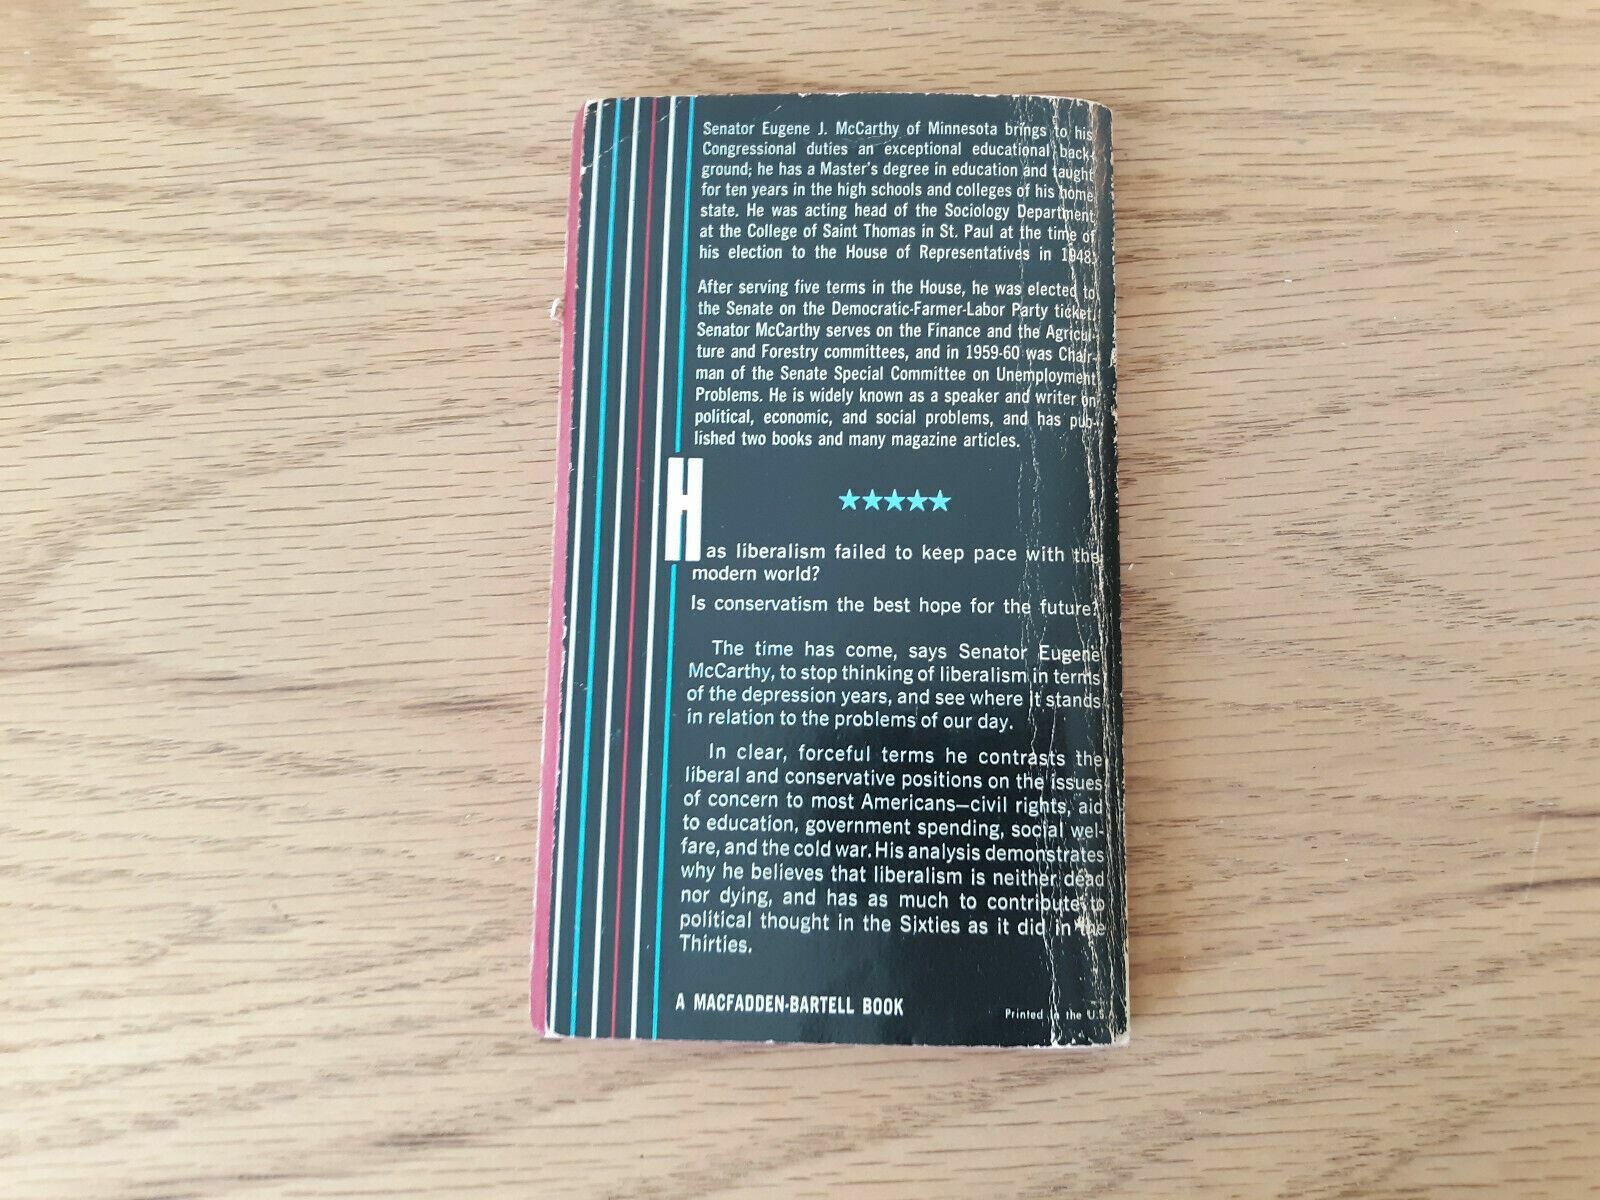 Senator Eugene J. McCarthy of Minnesota brings to his
Congressional duties an exceptional educational back-
ground; he has a Master's degree in education and taught
for ten years in the high schools and colleges of his home
state. He was acting head of the Sociology Department
at the College of Saint Thomas in St. Paul at the time of
his election to the House of Representatives in 1948.
After serving five terms in the House, he was elected to
the Senate on the Democratic-Farmer-Labor Party ticket.
Senator McCarthy serves on the Finance and the Agricul-
ture and Forestry committees, and in 1959-60 was Chair-
man of the Senate Special Committee on Unemployment
Problems. He is widely known as a speaker and writer on
political, economic, and social problems, and has pub-
lished two books and many magazine articles.
Has liberalism failed to keep pace with the
modern world?
Is conservatism the best hope for the future?
The time has come, says Senator Eugene
McCarthy, to stop thinking of liberalism in terms
of the depression years, and see where it stands
in relation to the problems of our day.
In clear, forceful terms he contrasts the
liberal and conservative positions on the issues
of concern to most Americans—civil rights, aid
to education, government spending, social wel-
fare, and the cold war. His analysis demonstrates
why he believes that liberalism is neither dead
nor dying, and has as much to contribute to
political thought in the Sixties as it did in the
Thirties.
A MACFADDEN-BARTELL BOOK
Printed in the U.S.